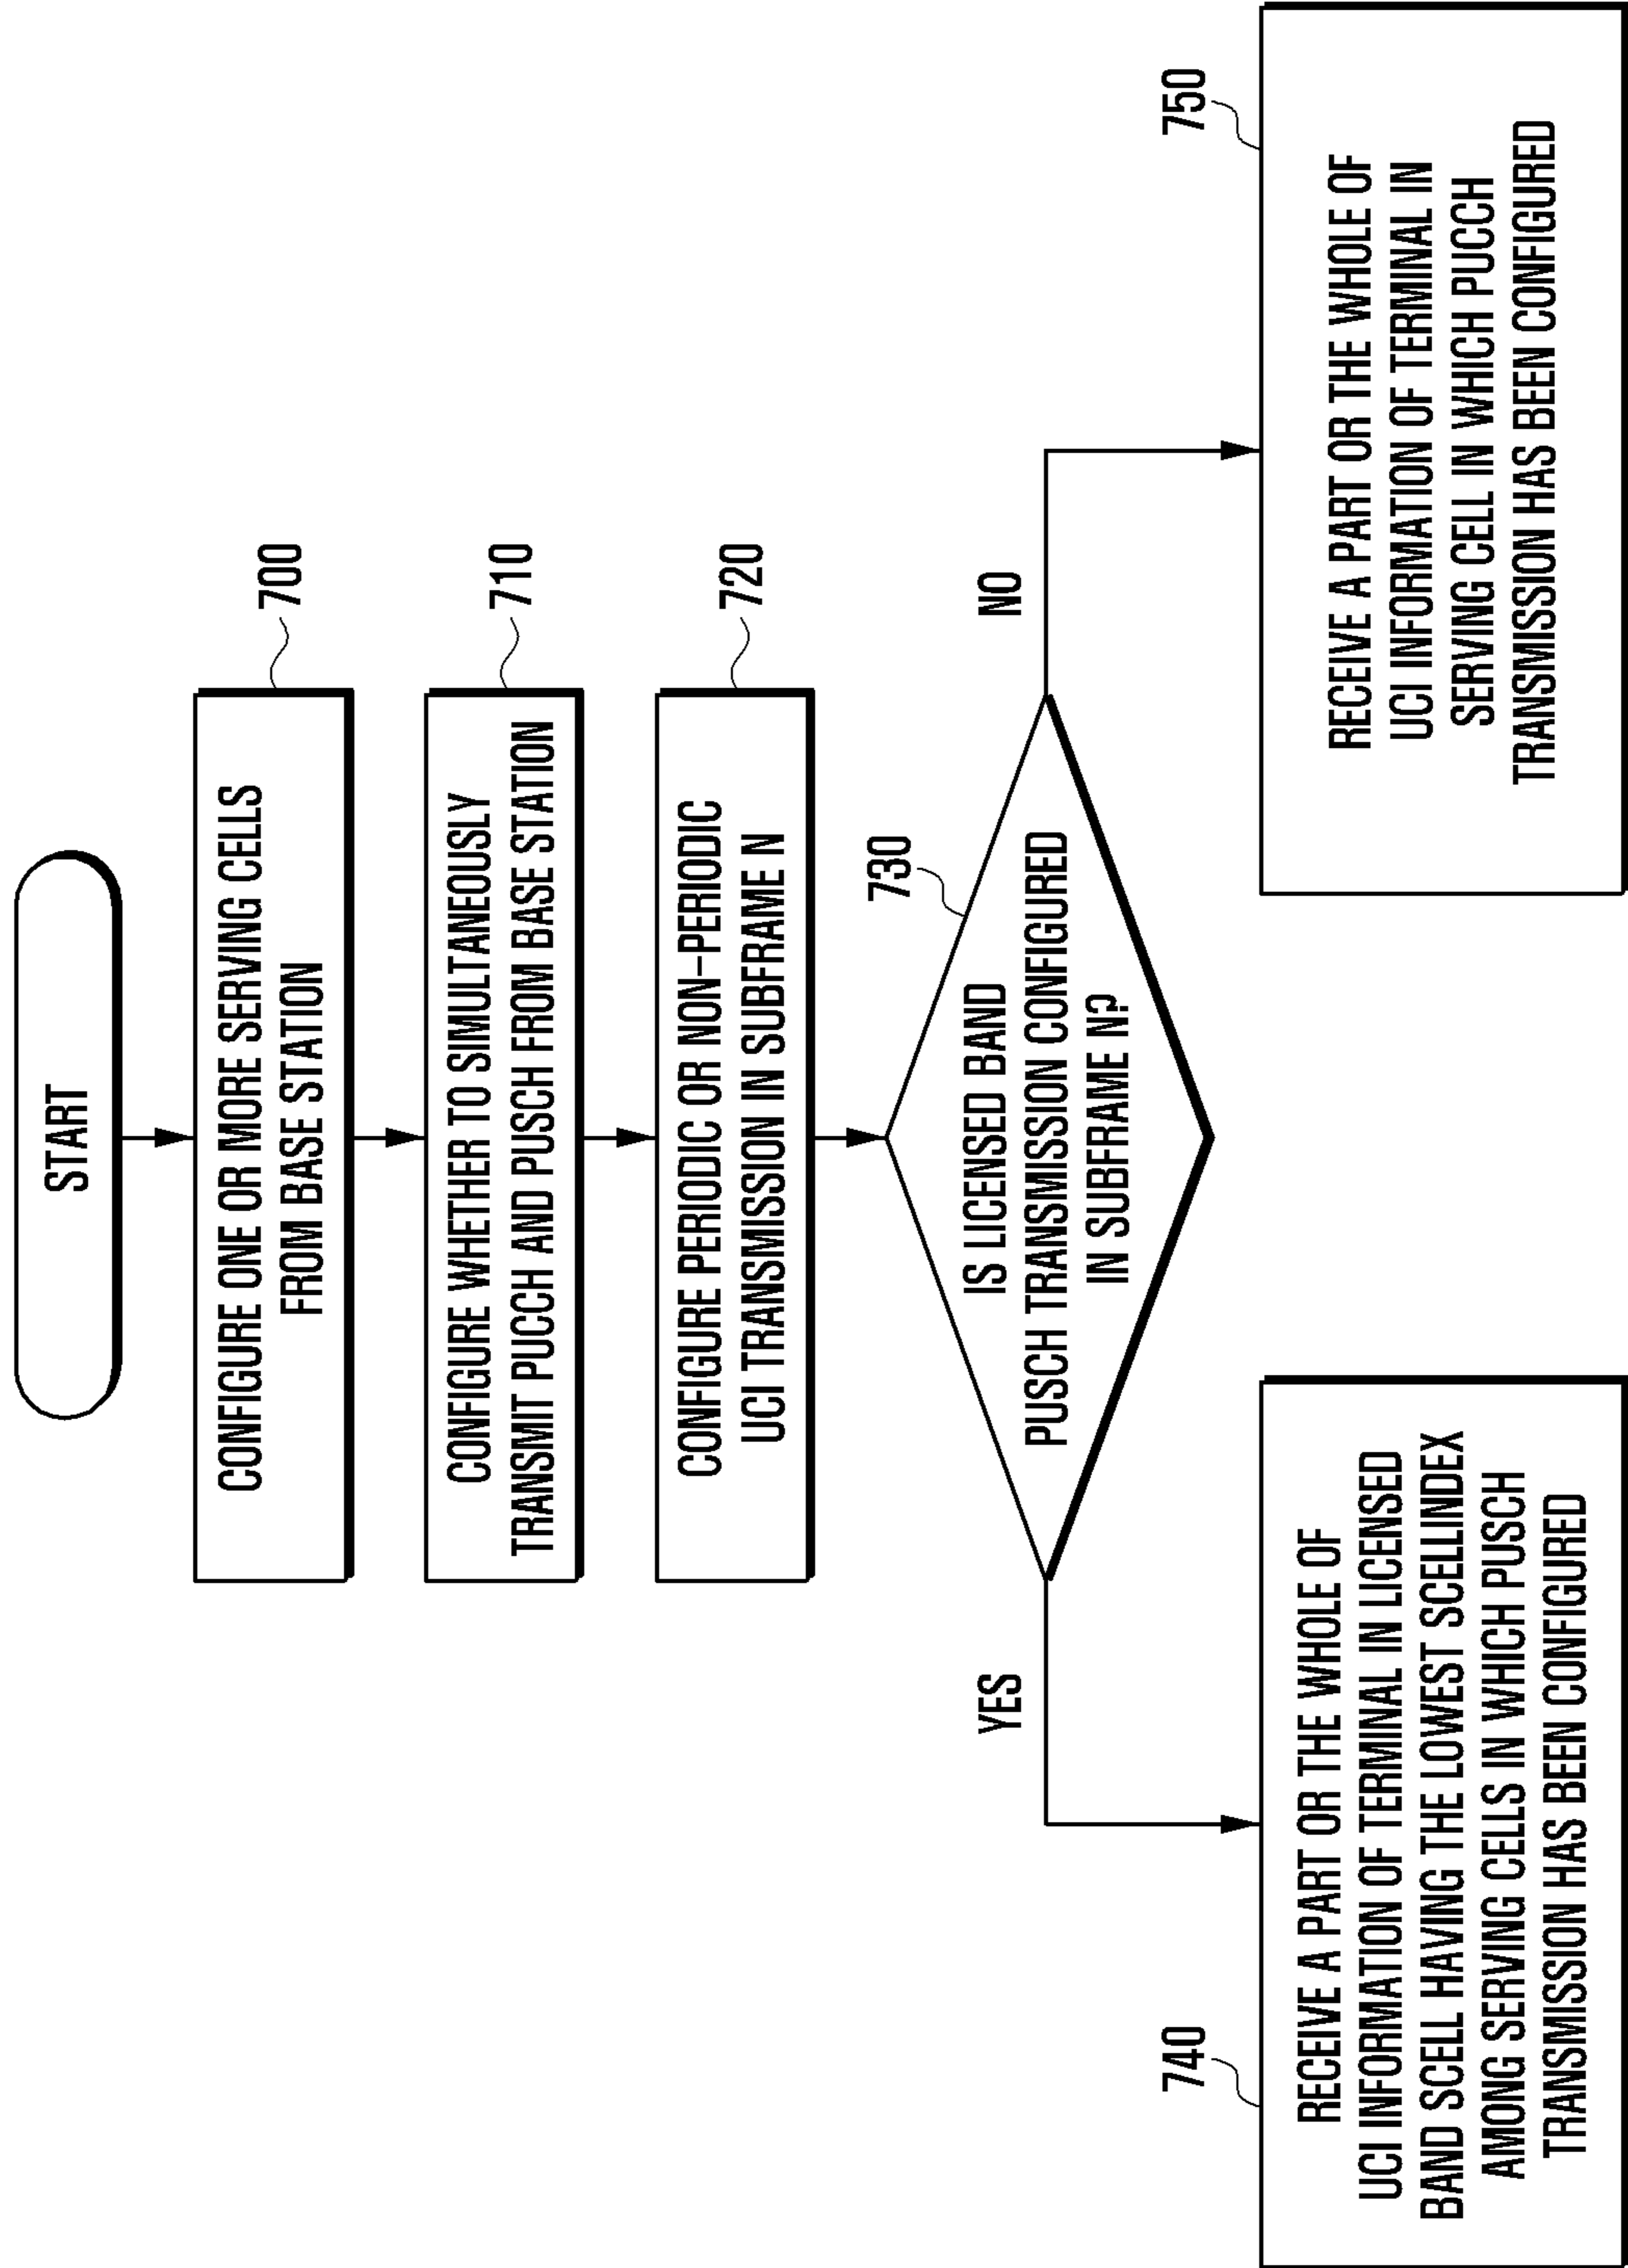 START
CONFIGURE ONE OR MORE SERVING CELLS
FROM BASE STATION
700
CONFIGURE WHETHER TO SIMULTANEOUSLY
TRANSMIT PUCCH AND PUSCH FROM BASE STATION
710
CONFIGURE PERIODIC OR NON-PERIODIC
UCI TRANSMISSION IN SUBFRAME N
720
730
IS LICENSED BAND
PUSCH TRANSMISSION CONFIGURED
IN SUBFRAME N?
YES
NO
740
RECEIVE A PART OR THE WHOLE OF
UCI INFORMATION OF TERMINAL IN LICENSED
BAND SCELL HAVING THE LOWEST SCELLINDEX
AMONG SERVING CELLS IN WHICH PUSCH
TRANSMISSION HAS BEEN CONFIGURED
750
RECEIVE A PART OR THE WHOLE OF
UCI INFORMATION OF TERMINAL IN
SERVING CELL IN WHICH PUCCH
TRANSMISSION HAS BEEN CONFIGURED